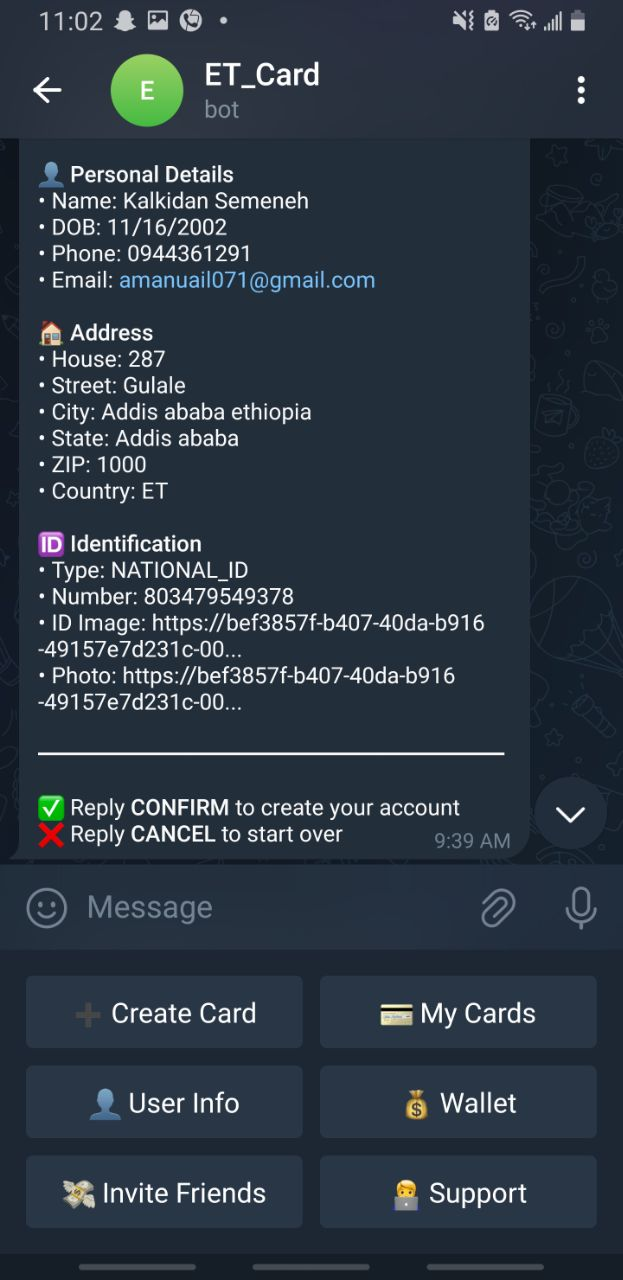 11:02
E
ET_Card
bot
Personal Details
• Name: Kalkidan Semeneh
• DOB: 11/16/2002
• Phone: 0944361291
• Email: amanuail071@gmail.com
Address
• House: 287
• Street: Gulale
• City: Addis ababa ethiopia
• State: Addis ababa
• ZIP: 1000
• Country: ET
ID Identification
• Type: NATIONAL_ID
• Number: 803479549378
• ID Image: https://bef3857f-b407-40da-b916
-49157e7d231c-00...
• Photo: https://bef3857f-b407-40da-b916
-49157e7d231c-00...
✅ Reply CONFIRM to create your account
❌ Reply CANCEL to start over
9:39 AM
Message
➕ Create Card
💳 My Cards
👤 User Info
💰 Wallet
💸 Invite Friends
🧑‍💻 Support